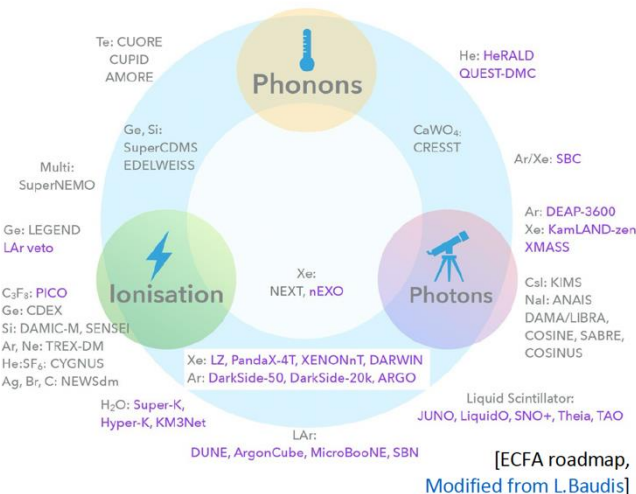 Te: CUORE
CUPID
AMORE
Phonons
He: HeRALD
QUEST-DMC
Ge, Si:
SuperCDMS
EDELWEISS
CaWO₄:
CRESST
Ar/Xe: SBC
Multi:
SuperNEMO
Ge: LEGEND
LAr veto
Ar: DEAP-3600
Xe: KamLAND-zen
XMASS
C₃F₈: PICO
Ge: CDEX
Si: DAMIC-M, SENSEI
Ar, Ne: TREX-DM
He:SF₆: CYGNUS
Ag, Br, C: NEWSdm
Ionisation
Xe:
NEXT, nEXO
Photons
CsI: KIMS
NaI: ANAIS
DAMA/LIBRA,
COSINE, SABRE,
COSINUS
Xe: LZ, PandaX-4T, XENONnT, DARWIN
Ar: DarkSide-50, DarkSide-20k, ARGO
H₂O: Super-K,
Hyper-K, KM3Net
Liquid Scintillator:
JUNO, LiquidO, SNO+, Theia, TAO
LAr:
DUNE, ArgonCube, MicroBooNE, SBN
[ECFA roadmap,
Modified from L.Baudis]